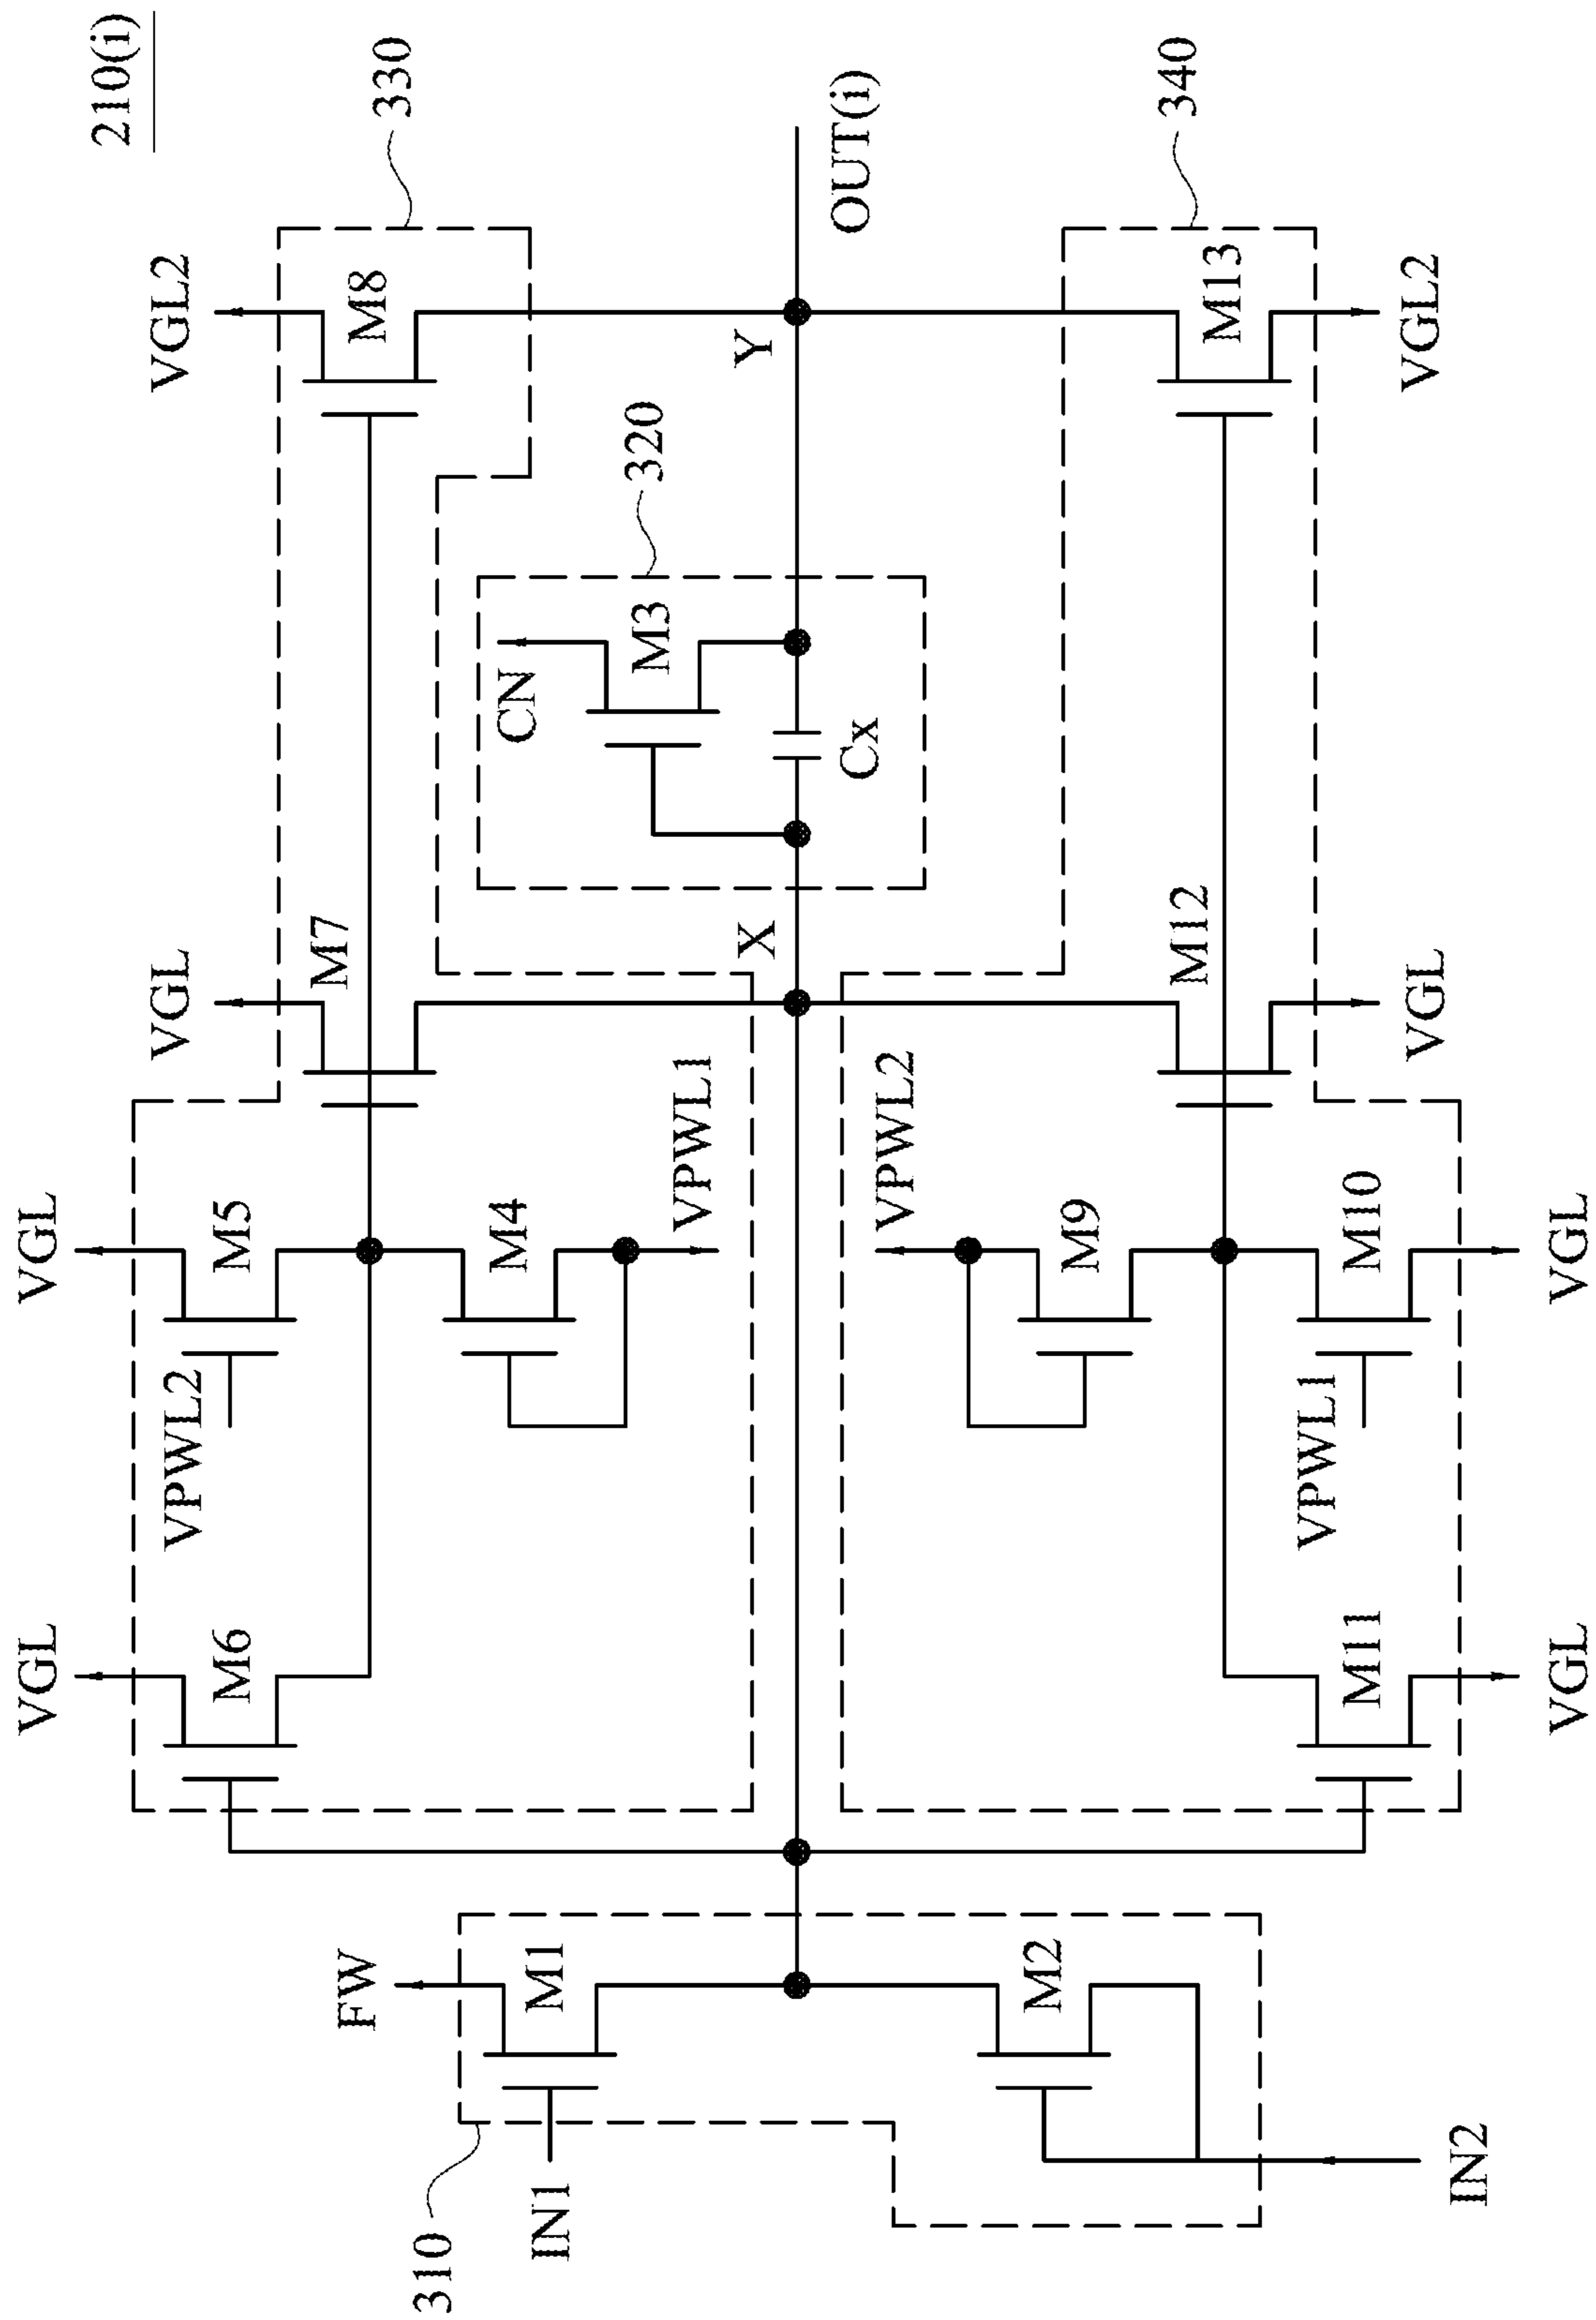 210(i)
330
340
VGL2
M8
OUT(i)
M13
VGL2
Y
320
M3
CN
Cx
X
M7
VGL
M12
VGL
VPWL1
VPWL2
VGL
M5
M4
M9
M10
VGL
VPWL2
VPWL1
VGL
M6
M11
VGL
FW
M1
M2
310
IN1
IN2